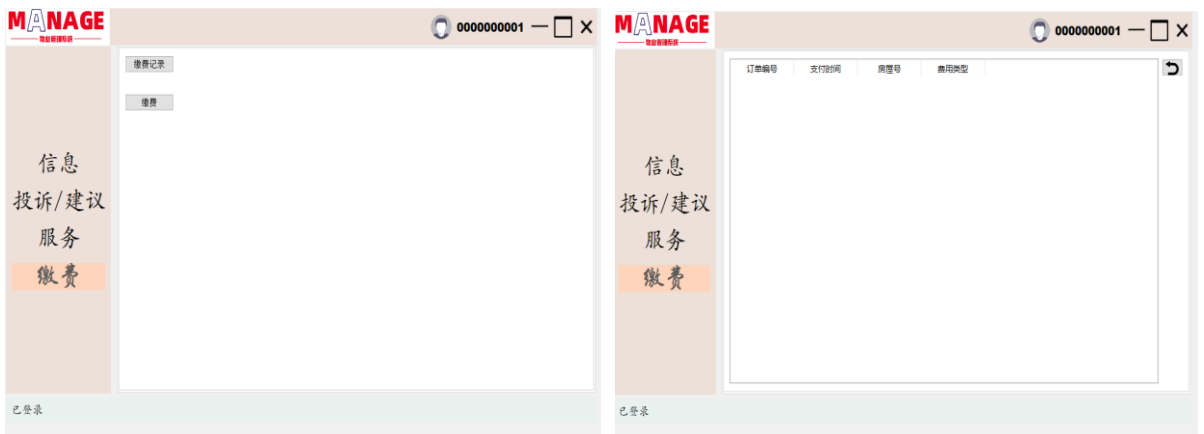 MANAGE
物业管理系统
0000000001
缴费记录
缴费
信息
投诉/建议
服务
缴费
已登录
MANAGE
物业管理系统
0000000001
订单编号 支付时间 房屋号 费用类型
信息
投诉/建议
服务
缴费
已登录